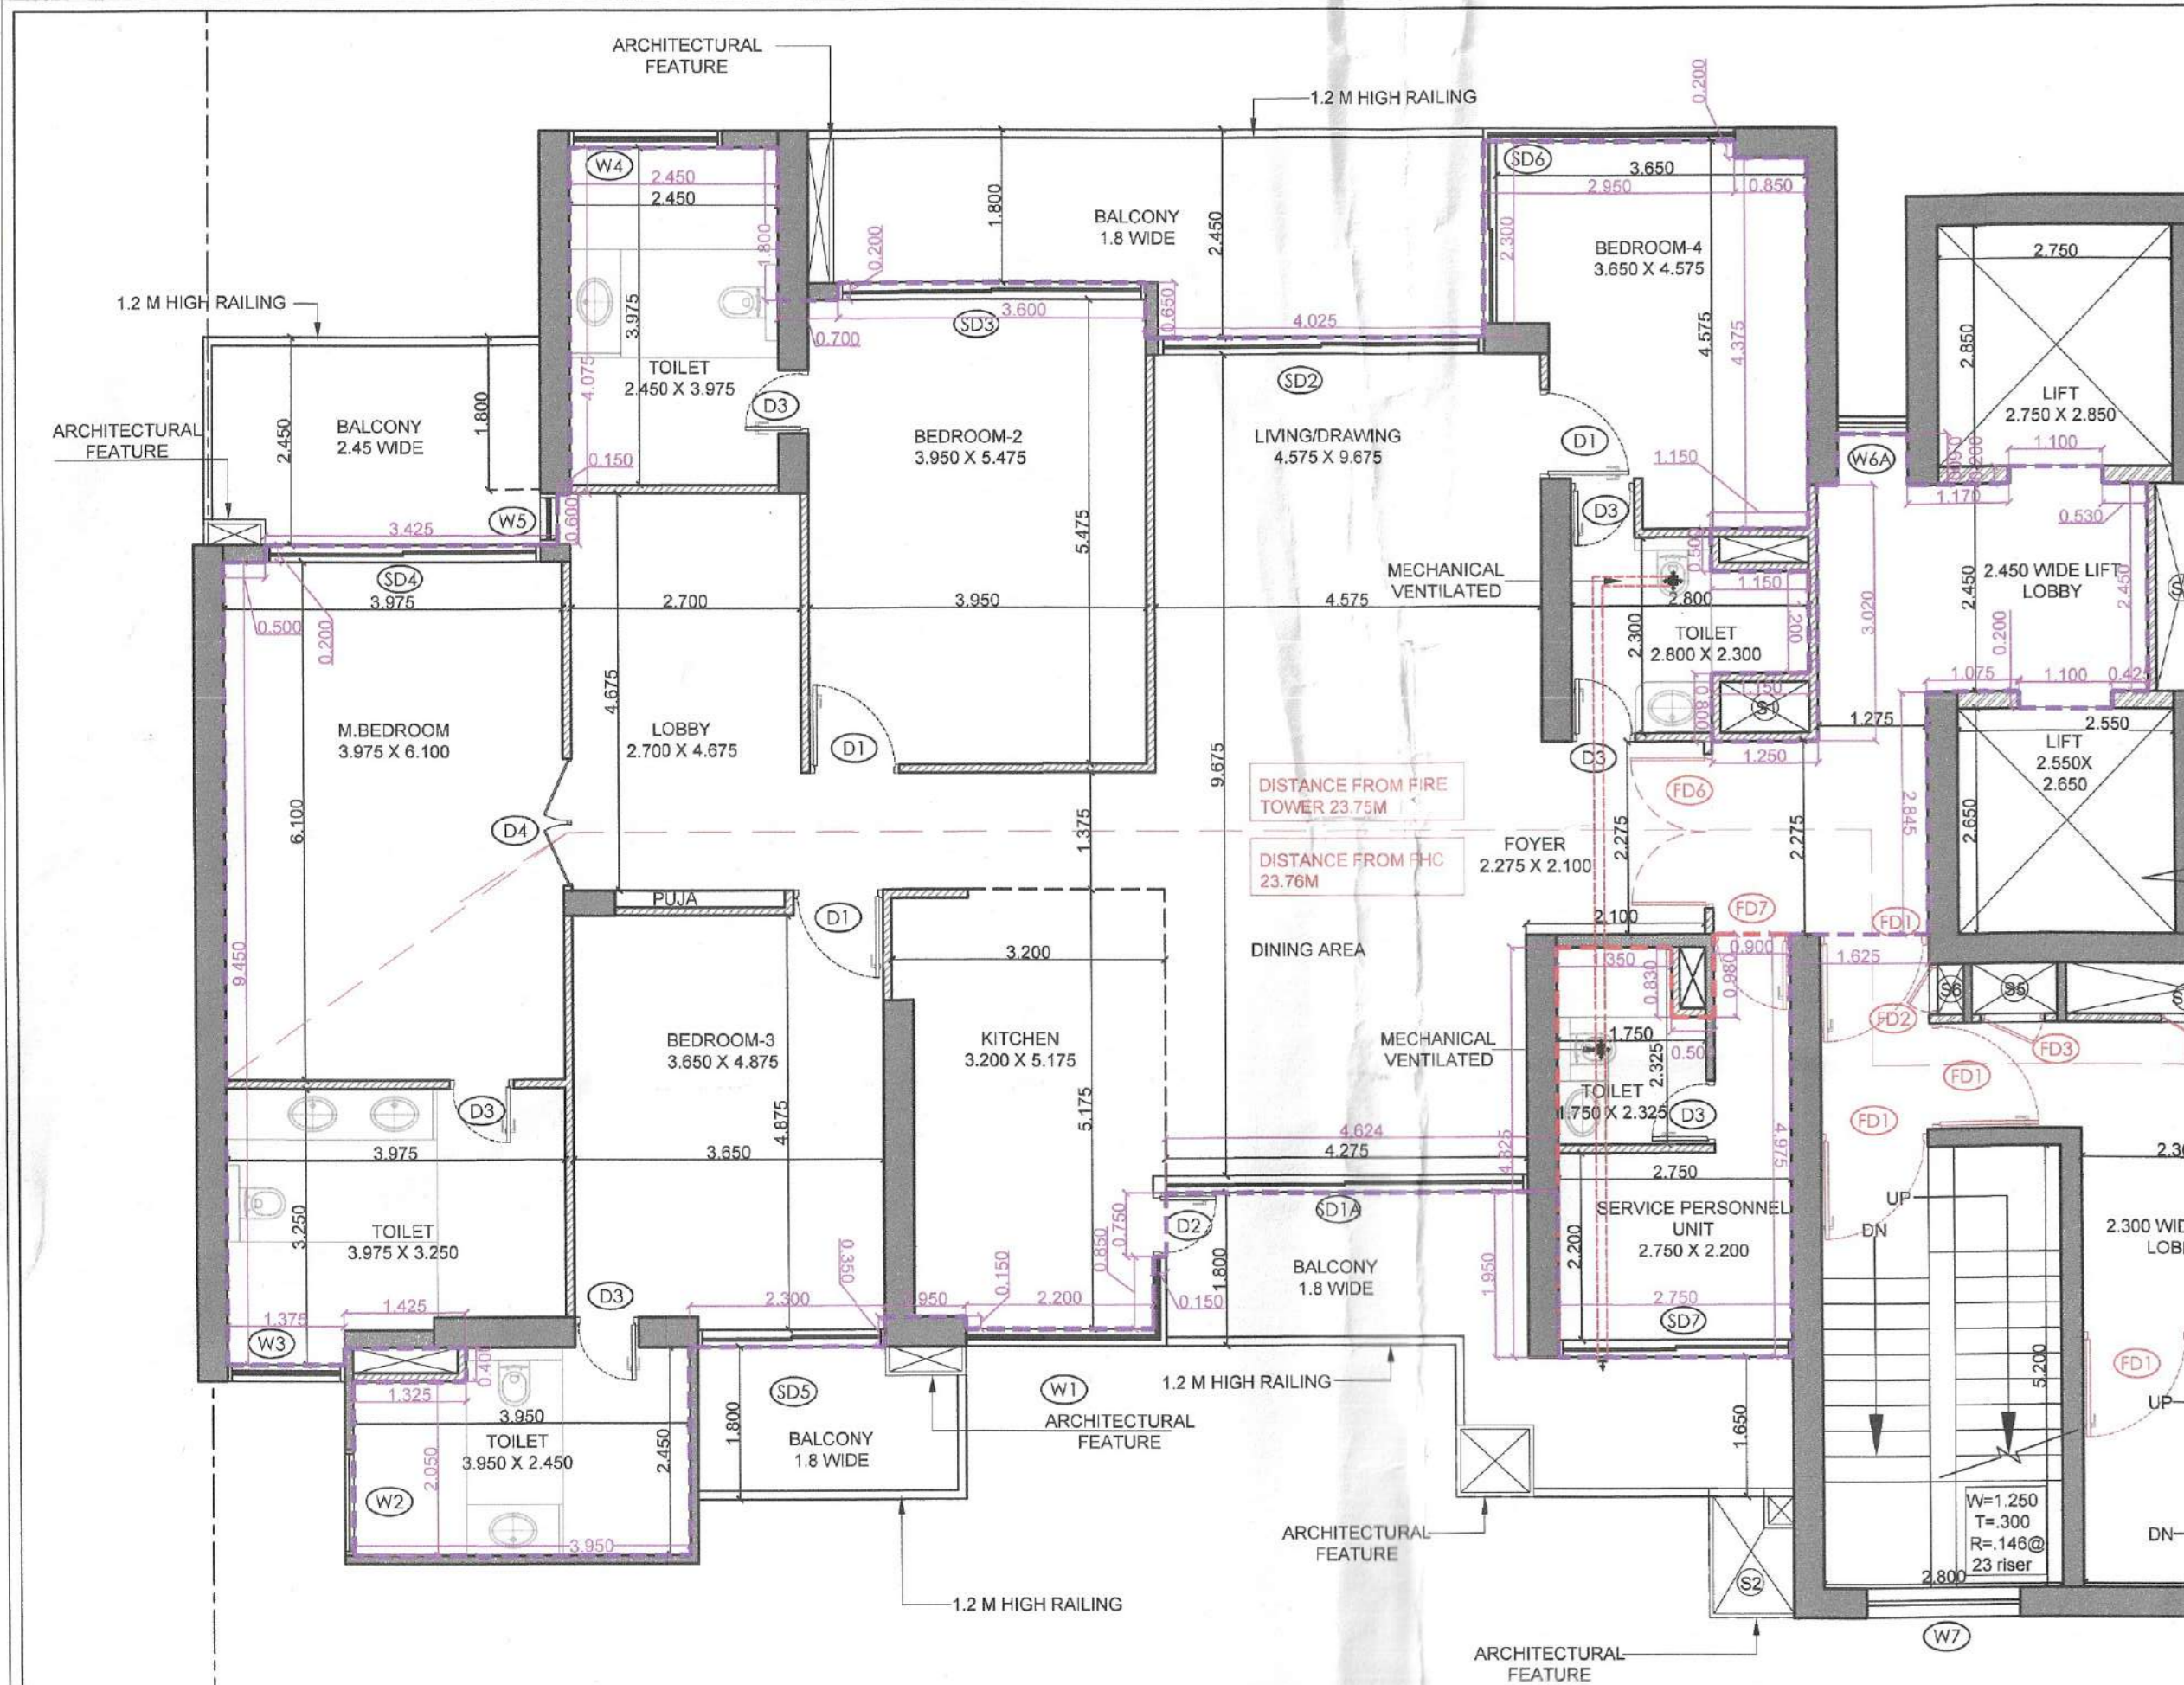 ARCHITECTURAL
FEATURE
1.2 M HIGH RAILING
0.200
W4
2.450
2.450
1.800
BALCONY
1.8 WIDE
2.450
SD6
3.650
2.950
0.850
2.300
BEDROOM-4
3.650 X 4.575
2.750
2.850
LIFT
2.750 X 2.850
1.800
0.200
3.975
1.2 M HIGH RAILING
SD3
3.600
0.650
4.025
0.700
4.575
4.375
4.075
TOILET
2.450 X 3.975
D3
SD2
ARCHITECTURAL
FEATURE
BALCONY
2.45 WIDE
2.450
1.800
BEDROOM-2
3.950 X 5.475
LIVING/DRAWING
4.575 X 9.675
D1
1.150
W6A
0.200
1.100
1.170
0.530
0.150
W5
0.600
3.425
5.475
D3
SD4
3.975
2.700
3.950
4.575
MECHANICAL
VENTILATED
0.500
1.150
2.800
2.450
2.450 WIDE LIFT
LOBBY
2.450
0.500
0.200
TOILET
2.800 X 2.300
2.300
3.020
0.200
1.075
1.100
4.675
M.BEDROOM
3.975 X 6.100
LOBBY
2.700 X 4.675
D1
0.800
1.150
S1
1.275
2.550
9.675
D3
1.250
LIFT
2.550X
2.650
2.650
DISTANCE FROM FIRE
TOWER 23.75M
FD6
2.845
6.100
D4
1.375
DISTANCE FROM FHC
23.76M
FOYER
2.275 X 2.100
2.275
2.275
PUJA
D1
2.100
FD7
FD1
9.450
3.200
DINING AREA
0.900
1.625
0.830
0.980
S6
S5
FD2
BEDROOM-3
3.650 X 4.875
KITCHEN
3.200 X 5.175
MECHANICAL
VENTILATED
1.750
0.50
FD3
2.325
FD1
TOILET
1.750 X 2.325
D3
FD1
D3
3.975
3.650
4.875
5.175
4.624
4.275
4.325
4.975
2.750
TOILET
3.975 X 3.250
3.250
0.350
0.850
0.750
D2
SD1A
SERVICE PERSONNEL
UNIT
2.750 X 2.200
2.200
UP
DN
BALCONY
1.8 WIDE
1.800
1.950
D3
0.150
2.300
2.200
0.150
2.750
1.375
1.425
W3
SD7
5.200
FD1
0.400
1.325
SD5
W1
1.2 M HIGH RAILING
UP
3.950
TOILET
3.950 X 2.450
2.050
2.450
1.800
BALCONY
1.8 WIDE
ARCHITECTURAL
FEATURE
1.650
W2
3.950
ARCHITECTURAL
FEATURE
W=1.250
T=.300
R=.146@
23 riser
2.800
DN
S2
1.2 M HIGH RAILING
W7
ARCHITECTURAL
FEATURE